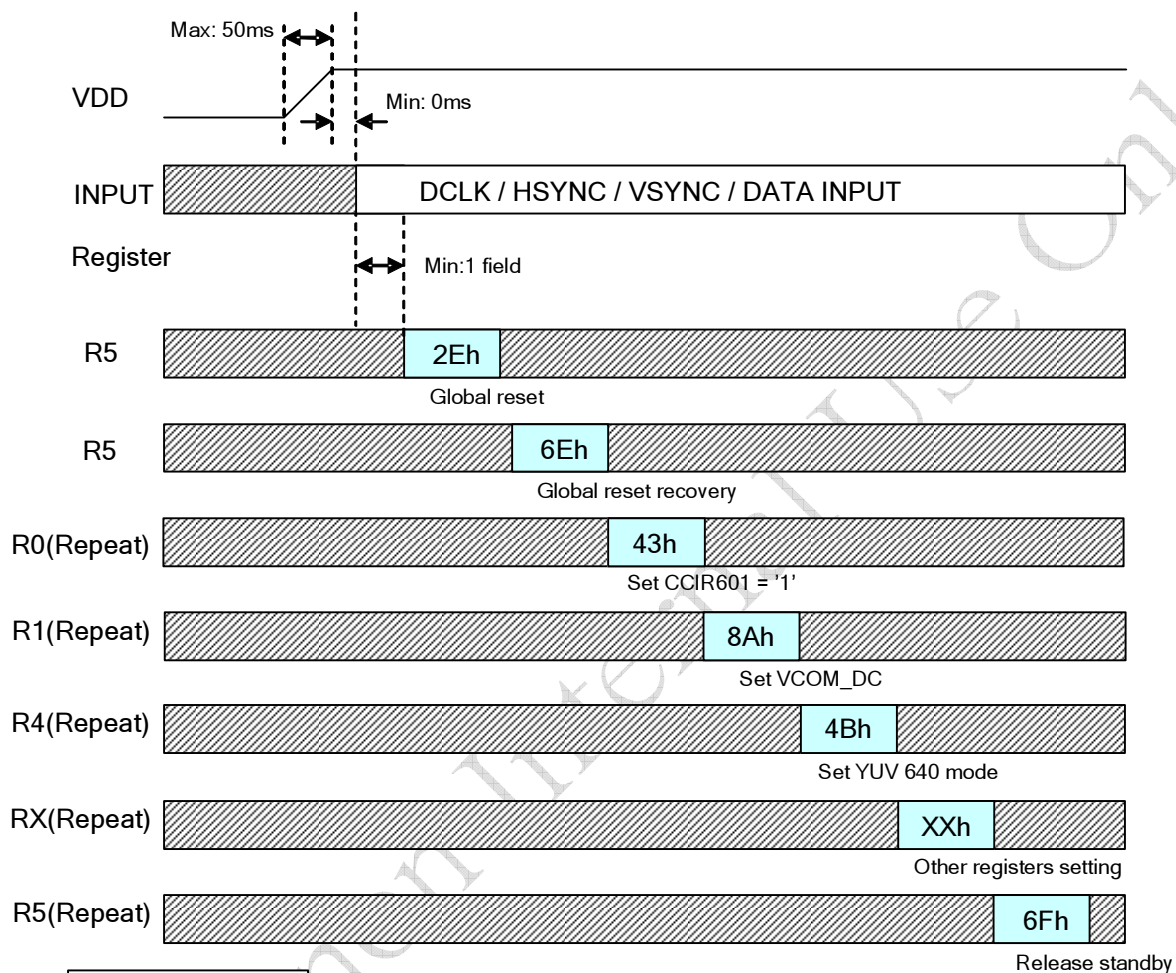 Max: 50ms
VDD
Min: 0ms
INPUT
DCLK / HSYNC / VSYNC / DATA INPUT
Register
Min:1 field
R5
2Eh
Global reset
R5
6Eh
Global reset recovery
R0(Repeat)
43h
Set CCIR601 = '1'
R1(Repeat)
8Ah
Set VCOM_DC
R4(Repeat)
4Bh
Set YUV 640 mode
RX(Repeat)
XXh
Other registers setting
R5(Repeat)
6Fh
Release standby
Internal Use